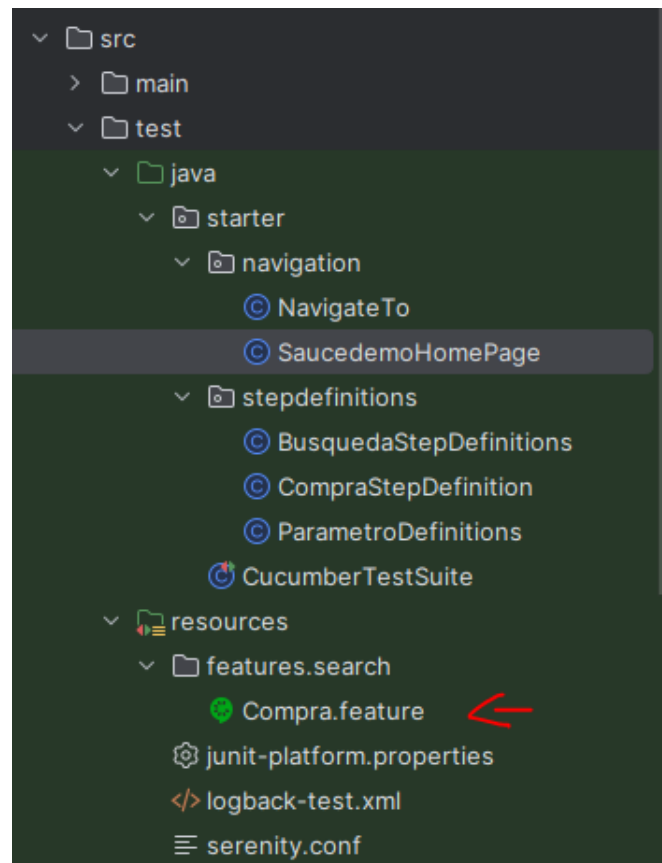 src
main
test
java
starter
navigation
NavigateTo
SaucedemoHomePage
stepdefinitions
BusquedaStepDefinitions
CompraStepDefinition
ParametroDefinitions
CucumberTestSuite
resources
features.search
Compra.feature
junit-platform.properties
logback-test.xml
serenity.conf